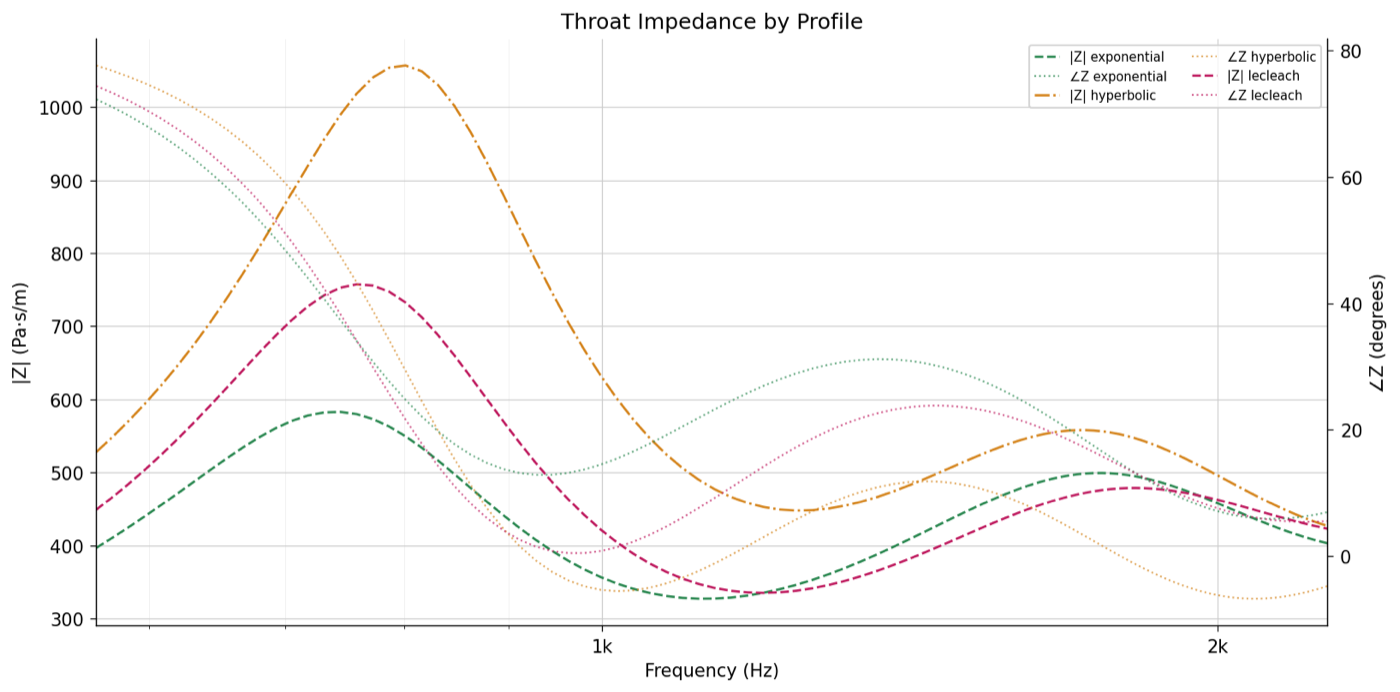 Throat Impedance by Profile
|Z| exponential
∠Z exponential
|Z| hyperbolic
∠Z hyperbolic
|Z| lecleach
∠Z lecleach
|Z| (Pa·s/m)
1000
900
800
700
600
500
400
300
80
60
40
20
0
∠Z (degrees)
1k
2k
Frequency (Hz)